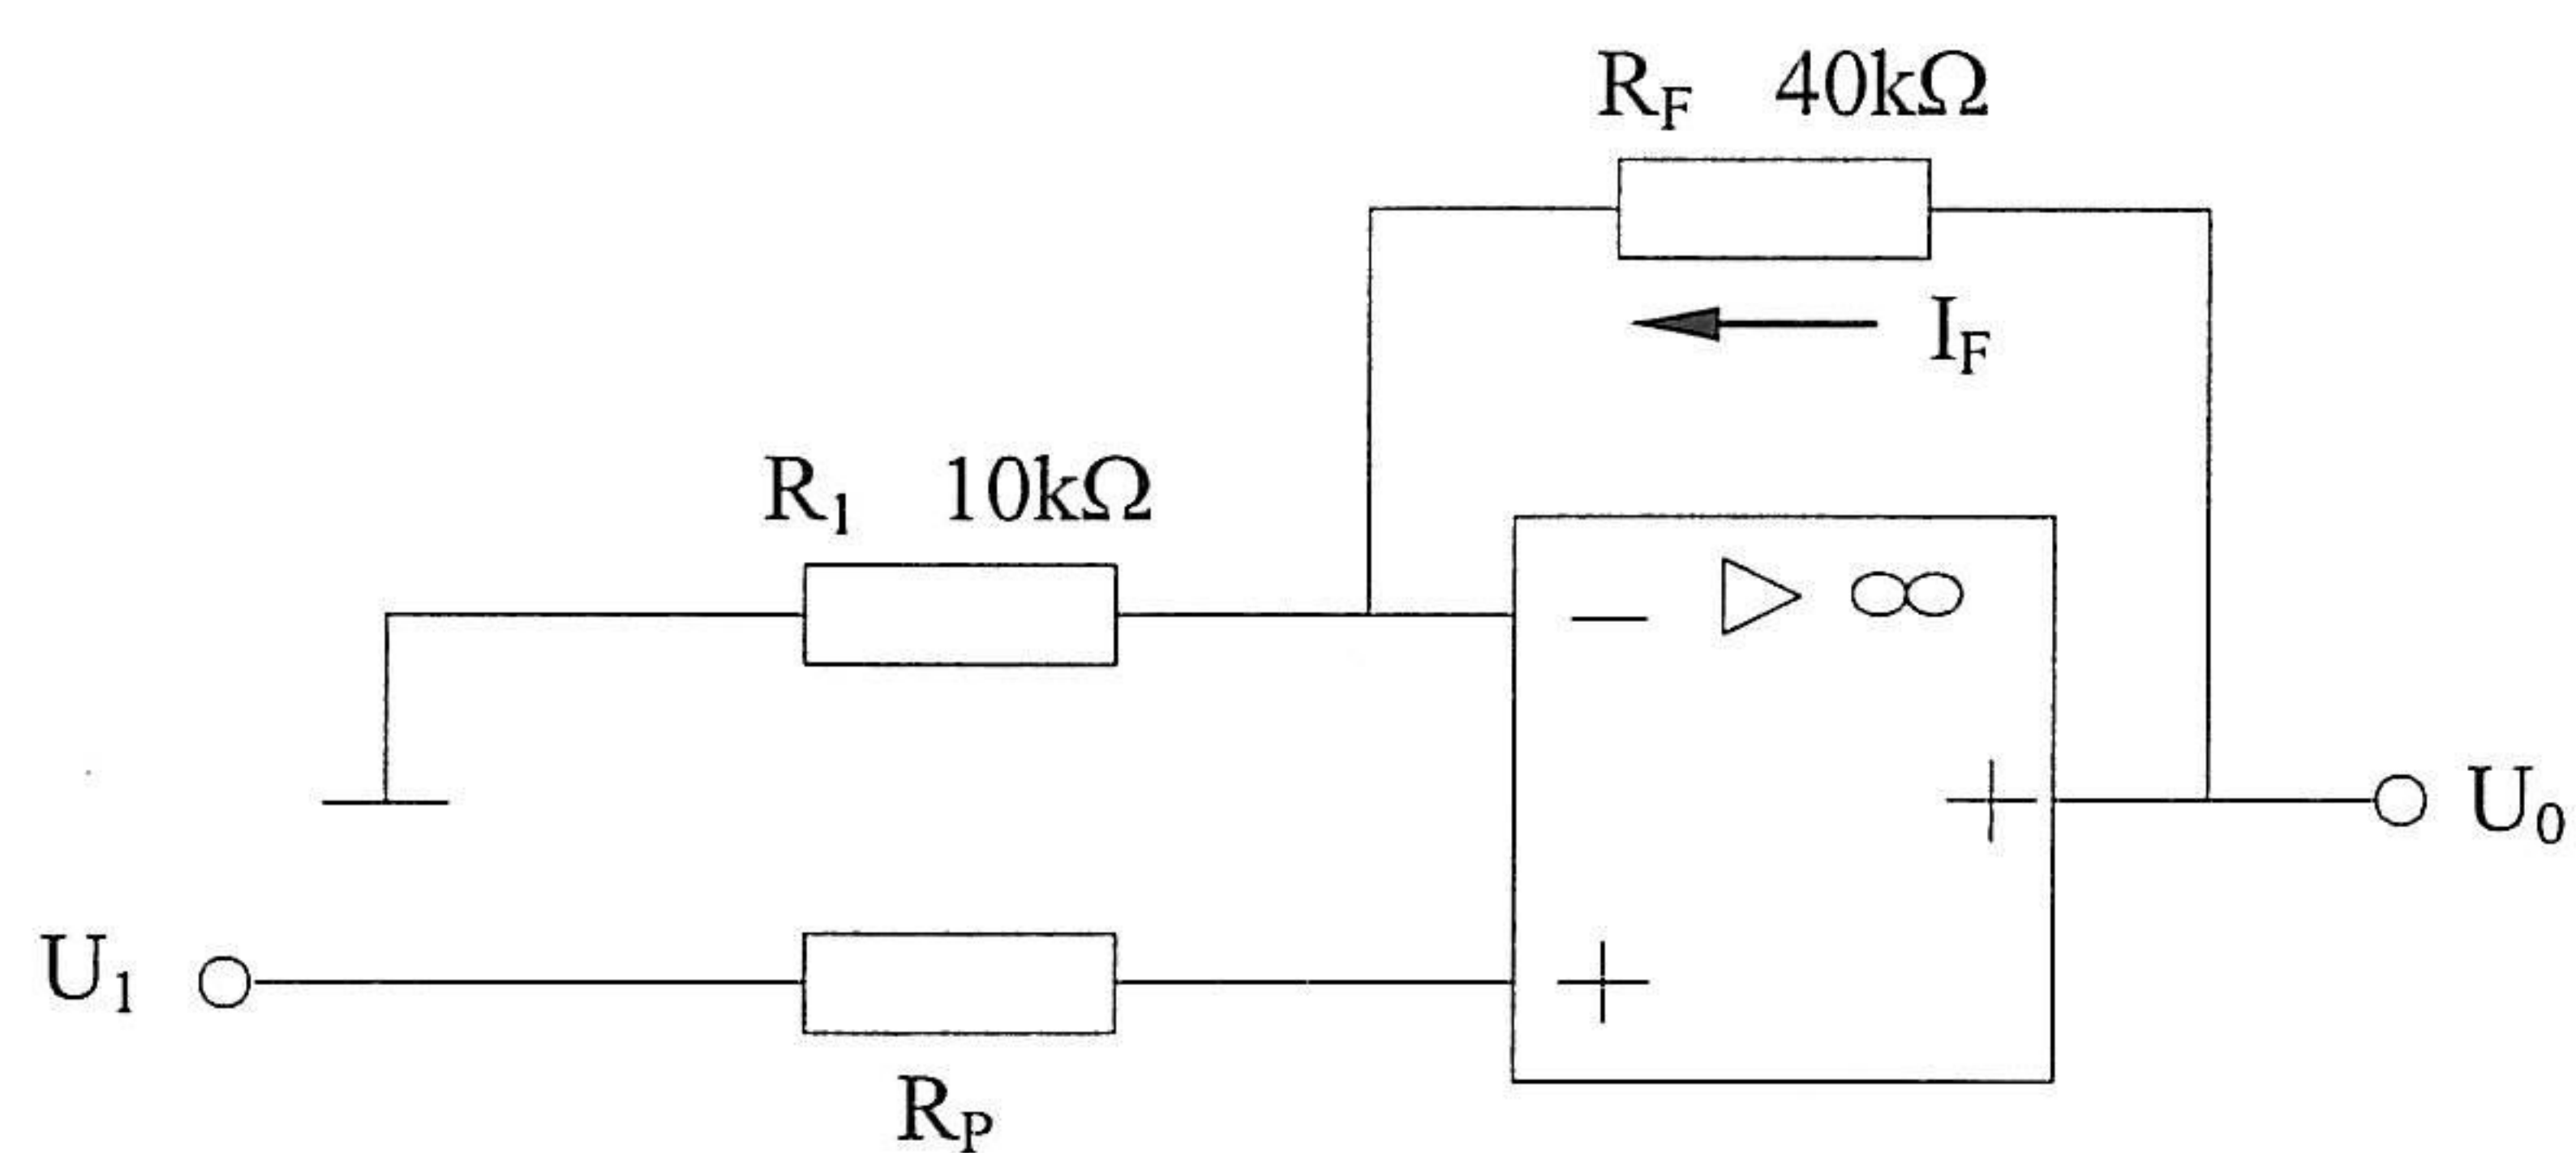 R_F 40kΩ
I_F
R_1 10kΩ
− ▷ ∞
+ U_0
U_1 +
R_P